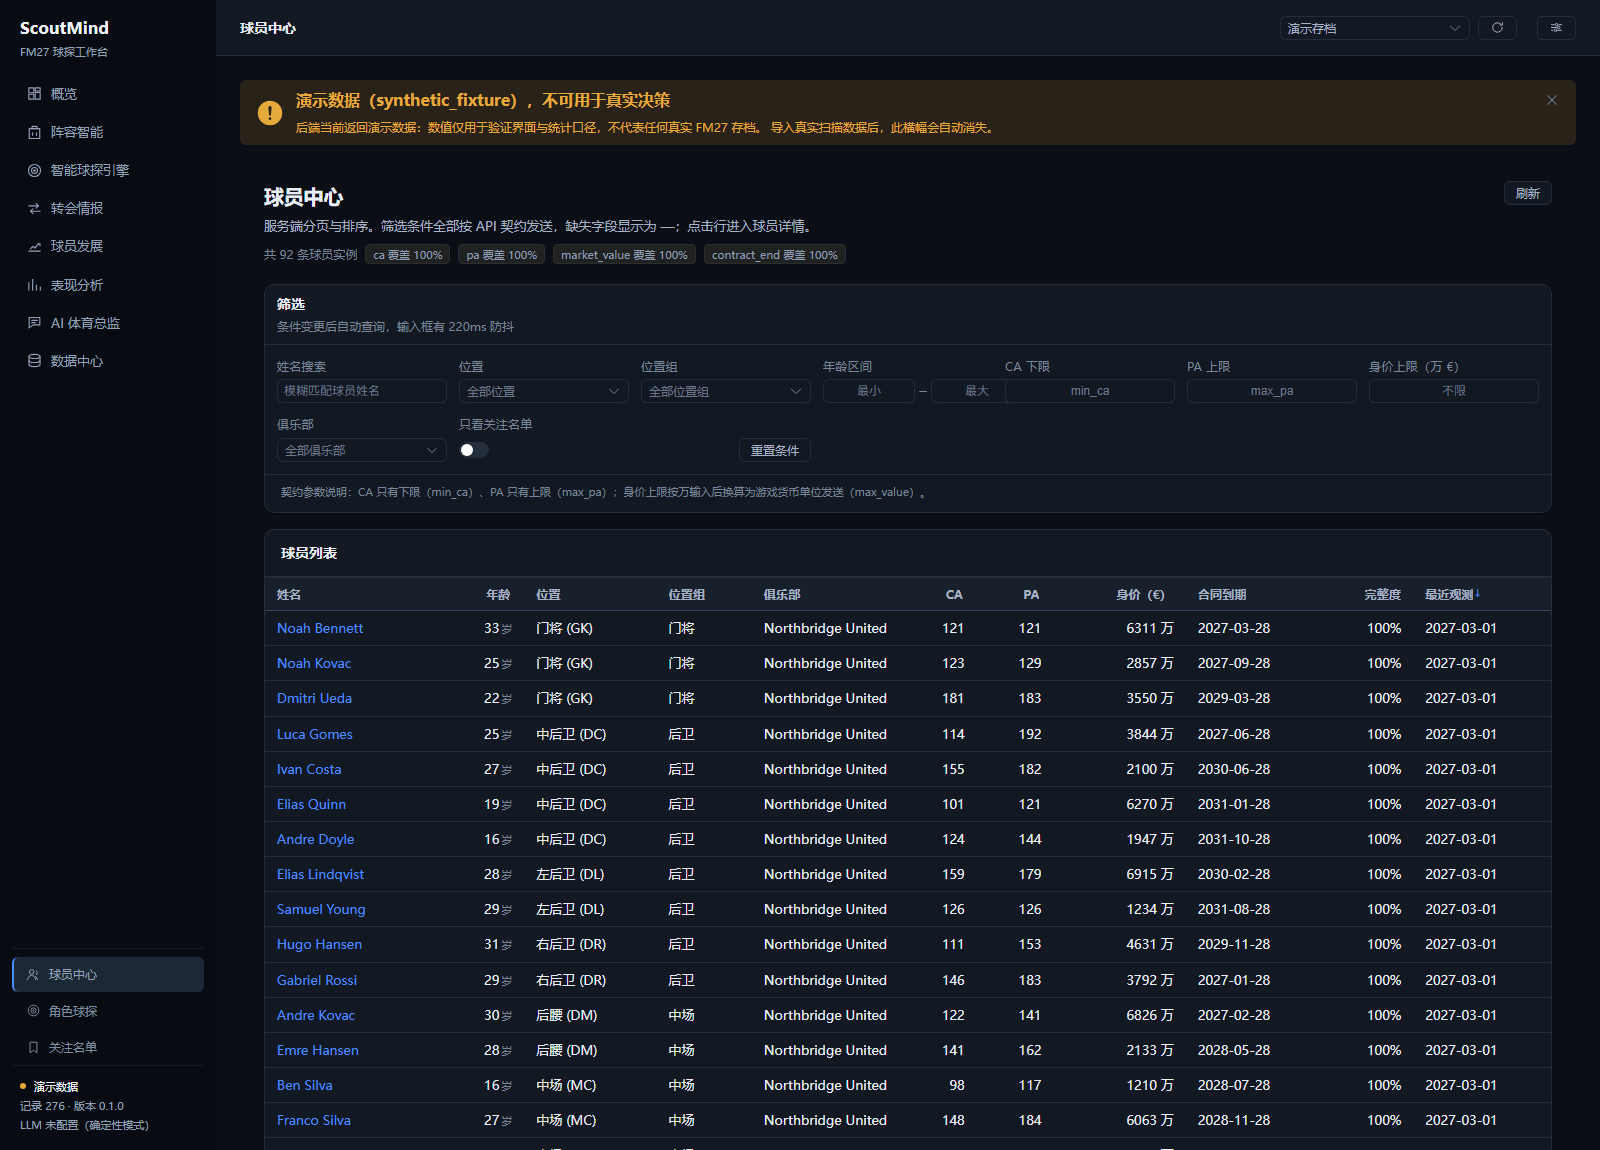 ScoutMind
FM27 球探工作台
概览
阵容智能
智能球探引擎
转会情报
球员发展
表现分析
AI 体育总监
数据中心
球员中心
角色球探
关注名单
演示数据
记录 276 · 版本 0.1.0
LLM 未配置（确定性模式）
球员中心
演示存档
演示数据（synthetic_fixture），不可用于真实决策
后端当前返回演示数据：数值仅用于验证界面与统计口径，不代表任何真实 FM27 存档。 导入真实扫描数据后，此横幅会自动消失。
球员中心
刷新
服务端分页与排序。筛选条件全部按 API 契约发送，缺失字段显示为 —；点击行进入球员详情。
共 92 条球员实例 ca 覆盖 100% pa 覆盖 100% market_value 覆盖 100% contract_end 覆盖 100%
筛选
条件变更后自动查询，输入框有 220ms 防抖
姓名搜索 位置 位置组 年龄区间 CA 下限 PA 上限 身价上限（万 €）
模糊匹配球员姓名 全部位置 全部位置组 最小 – 最大 min_ca max_pa 不限
俱乐部 只看关注名单
全部俱乐部 重置条件
契约参数说明：CA 只有下限（min_ca）、PA 只有上限（max_pa）；身价上限按万输入后换算为游戏货币单位发送（max_value）。
球员列表
姓名 年龄 位置 位置组 俱乐部 CA PA 身价（€） 合同到期 完整度 最近观测↓
Noah Bennett 33岁 门将 (GK) 门将 Northbridge United 121 121 6311 万 2027-03-28 100% 2027-03-01
Noah Kovac 25岁 门将 (GK) 门将 Northbridge United 123 129 2857 万 2027-09-28 100% 2027-03-01
Dmitri Ueda 22岁 门将 (GK) 门将 Northbridge United 181 183 3550 万 2029-03-28 100% 2027-03-01
Luca Gomes 25岁 中后卫 (DC) 后卫 Northbridge United 114 192 3844 万 2027-06-28 100% 2027-03-01
Ivan Costa 27岁 中后卫 (DC) 后卫 Northbridge United 155 182 2100 万 2030-06-28 100% 2027-03-01
Elias Quinn 19岁 中后卫 (DC) 后卫 Northbridge United 101 121 6270 万 2031-01-28 100% 2027-03-01
Andre Doyle 16岁 中后卫 (DC) 后卫 Northbridge United 124 144 1947 万 2031-10-28 100% 2027-03-01
Elias Lindqvist 28岁 左后卫 (DL) 后卫 Northbridge United 159 179 6915 万 2030-02-28 100% 2027-03-01
Samuel Young 29岁 左后卫 (DL) 后卫 Northbridge United 126 126 1234 万 2031-08-28 100% 2027-03-01
Hugo Hansen 31岁 右后卫 (DR) 后卫 Northbridge United 111 153 4631 万 2029-11-28 100% 2027-03-01
Gabriel Rossi 29岁 右后卫 (DR) 后卫 Northbridge United 146 183 3792 万 2027-01-28 100% 2027-03-01
Andre Kovac 30岁 后腰 (DM) 中场 Northbridge United 122 141 6826 万 2027-02-28 100% 2027-03-01
Emre Hansen 28岁 后腰 (DM) 中场 Northbridge United 141 162 2133 万 2028-05-28 100% 2027-03-01
Ben Silva 16岁 中场 (MC) 中场 Northbridge United 98 117 1210 万 2028-07-28 100% 2027-03-01
Franco Silva 27岁 中场 (MC) 中场 Northbridge United 148 184 6063 万 2028-11-28 100% 2027-03-01